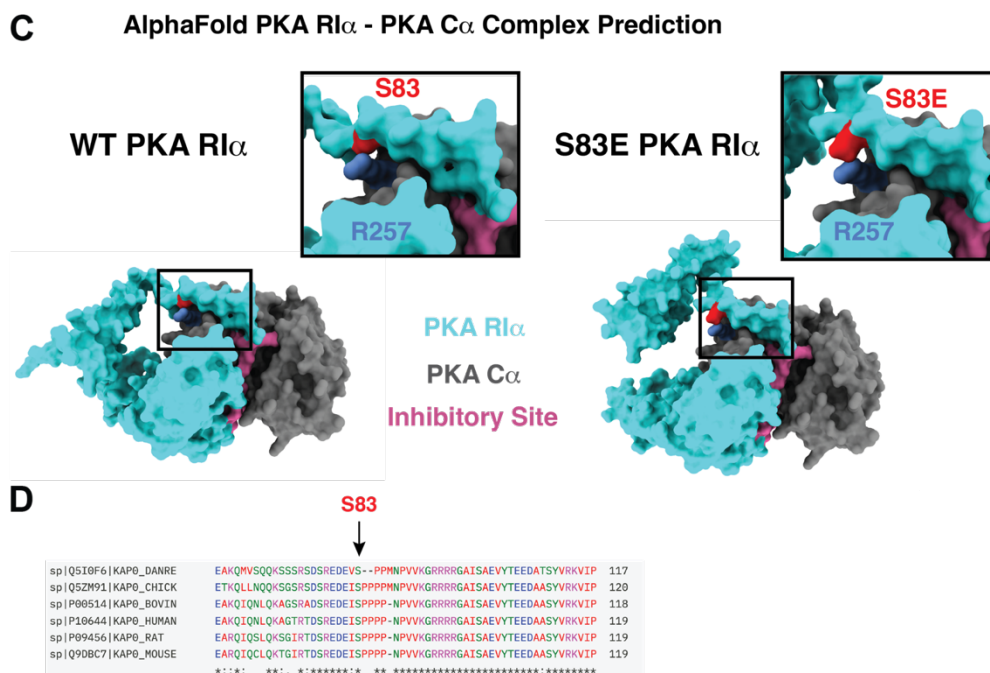 C
AlphaFold PKA RIα - PKA Cα Complex Prediction
WT PKA RIα
S83
R257
S83E PKA RIα
S83E
R257
PKA RIα
PKA Cα
Inhibitory Site
D
S83
sp|Q5I0F6|KAP0_DANRE EAKQMVSQQKSSSRSDSREDEVS--PPMNPVVKGRRRRGAISAEVYTEEDATSYVRKVIP 117
sp|Q5ZM91|KAP0_CHICK ETKQLLNQQKSGSRSDSREDEISPPPPMNPVVKGRRRRGAISAEVYTEEDAASYVRKVIP 120
sp|P00514|KAP0_BOVIN EAKQIQNLQKAGSRADSREDEISPPPP-NPVVKGRRRRGAISAEVYTEEDAASYVRKVIP 118
sp|P10644|KAP0_HUMAN EAKQIQNLQKAGTRTDSREDEISPPPP-NPVVKGRRRRGAISAEVYTEEDAASYVRKVIP 119
sp|P09456|KAP0_RAT EARQIQSLQKSGIRTDSREDEISPPPP-NPVVKGRRRRGAISAEVYTEEDAASYVRKVIP 119
sp|Q9DBC7|KAP0_MOUSE EARQIQCLQKTGIRTDSREDEISPPPP-NPVVKGRRRRGAISAEVYTEEDAASYVRKVIP 119
*::*: **:. *:******:* ** ***********************:********